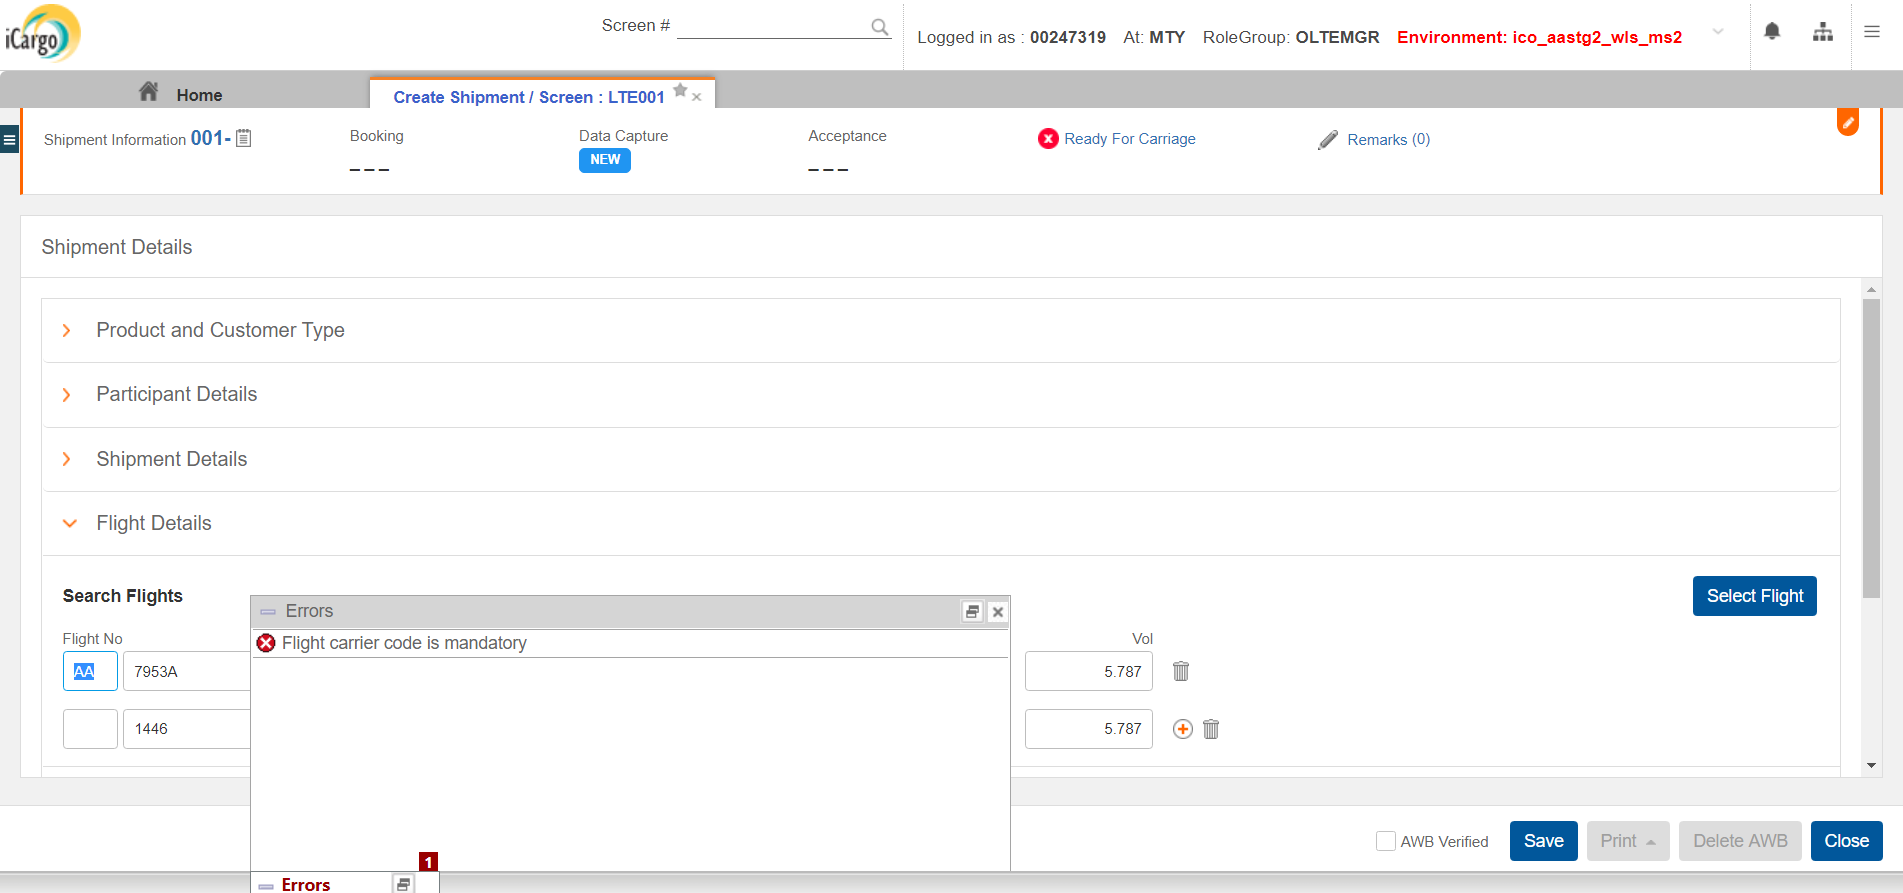 iCargo
Screen #
Logged in as : 00247319 At: MTY RoleGroup: OLTEMGR Environment: ico_aastg2_wls_ms2
Home
Create Shipment / Screen : LTE001
Shipment Information 001-
Booking
Data Capture
Acceptance
Ready For Carriage
Remarks (0)
NEW
Shipment Details
Product and Customer Type
Participant Details
Shipment Details
Flight Details
Search Flights
Select Flight
Errors
Flight carrier code is mandatory
Flight No
Vol
AA 7953A
5.787
1446
5.787
AWB Verified
Save
Print
Delete AWB
Close
1
Errors